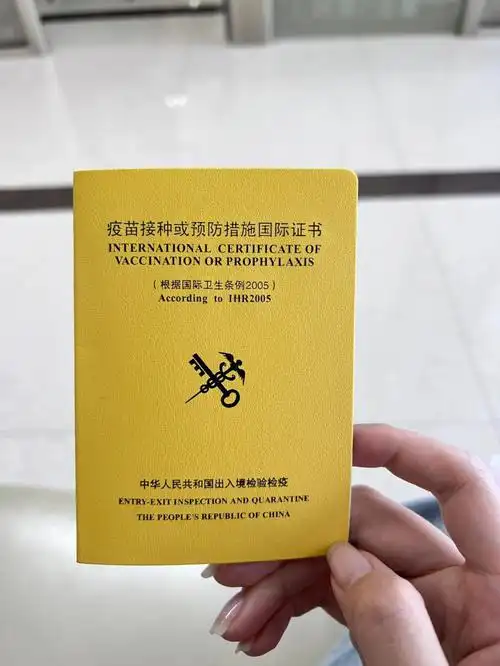 疫苗接种或预防措施国际证书
INTERNATIONAL CERTIFICATE OF
VACCINATION OR PROPHYLAXIS
（根据国际卫生条例2005）
According to IHR2005
中华人民共和国出入境检验检疫
ENTRY-EXIT INSPECTION AND QUARANTINE
THE PEOPLE'S REPUBLIC OF CHINA